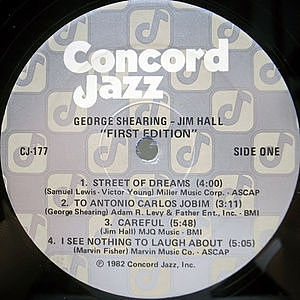 Concord
Jazz
GEORGE SHEARING - JIM HALL
"FIRST EDITION"
CJ-177
SIDE ONE
1. STREET OF DREAMS (4:00)
(Samuel Lewis - Victor Young) Miller Music Corp. - ASCAP
2. TO ANTONIO CARLOS JOBIM (3:11)
(George Shearing) Adam R. Levy & Father Ent., Inc. - BMI
3. CAREFUL (5:48)
(Jim Hall) MJQ Music - BMI
4. I SEE NOTHING TO LAUGH ABOUT (5:05)
(Marvin Fisher) Marvin Music Co. - ASCAP
℗ 1982 Concord Jazz, Inc.